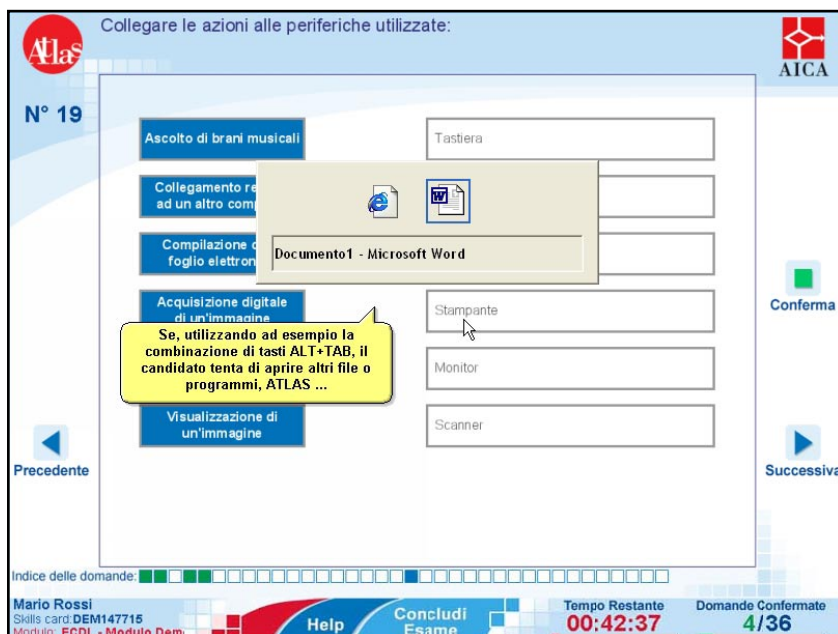 Collegare le azioni alle periferiche utilizzate:
Atlas
AICA
N° 19
Ascolto di brani musicali
Tastiera
Collegamento re
ad un altro comp
Compilazione
foglio elettron
Documento1 - Microsoft Word
Acquisizione digitale
di un'immagine
Stampante
Conferma
Se, utilizzando ad esempio la
combinazione di tasti ALT+TAB, il
candidato tenta di aprire altri file o
programmi, ATLAS ...
Monitor
Visualizzazione di
un'immagine
Scanner
Precedente
Successiva
Indice delle domande:
Mario Rossi
Skills card: DEM147715
Modulo: ECDL - Modulo Dem
Help
Concludi
Esame
Tempo Restante
00:42:37
Domande Confermate
4/36